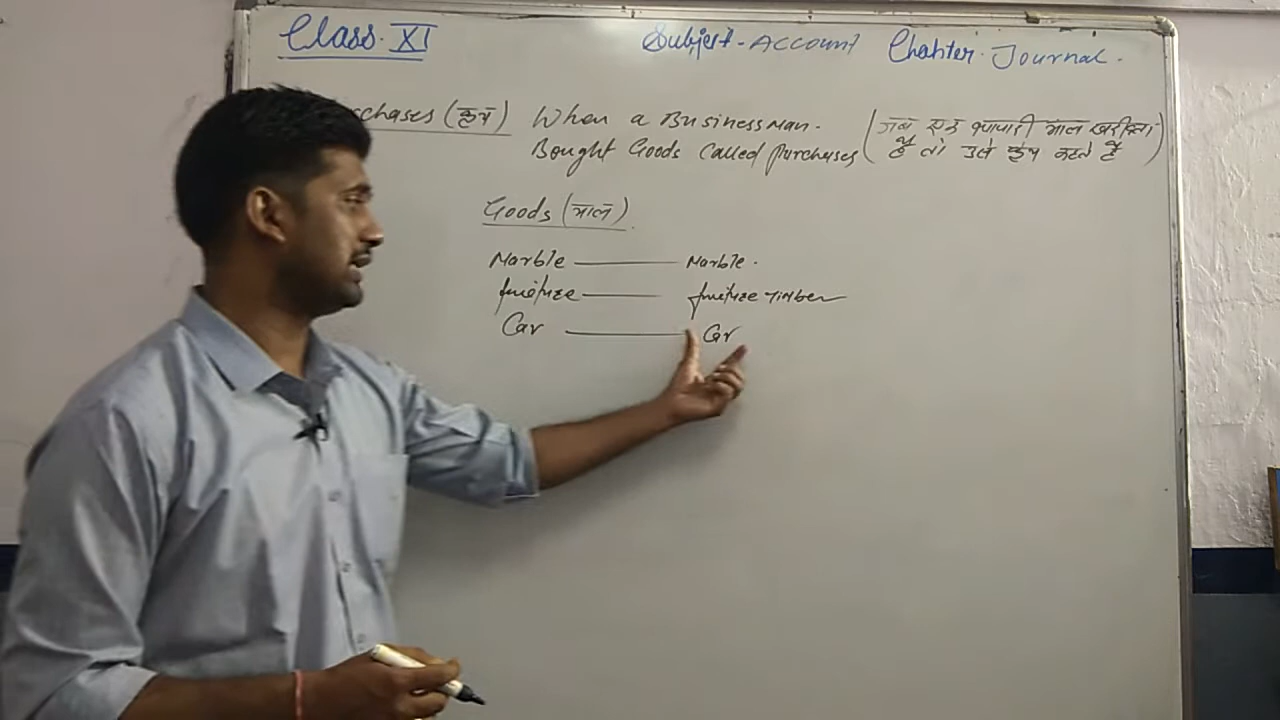 Class. XI
Subject - Account Chapter. Journal.
rchases (क्रय) When a Businessman. (जब एक व्यापारी माल खरीदता
Bought Goods Called Purchases है तो उसे क्रय कहते है)
Goods (माल).
Marble — Marble.
furniture — furniture Timber
Car — Car